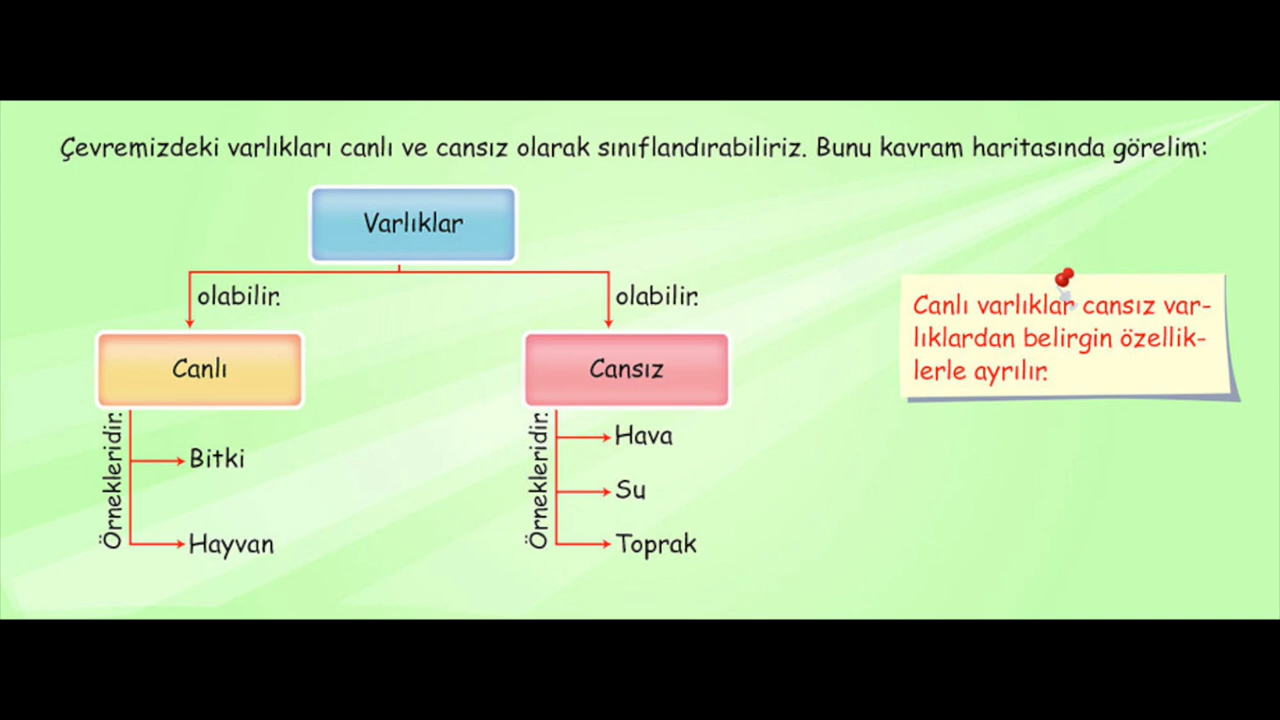 Çevremizdeki varlıkları canlı ve cansız olarak sınıflandırabiliriz. Bunu kavram haritasında görelim:
Varlıklar
olabilir.
olabilir.
Canlı
Cansız
Örnekleridir.
Bitki
Hayvan
Örnekleridir.
Hava
Su
Toprak
Canlı varlıklar cansız var-
lıklardan belirgin özellik-
lerle ayrılır.